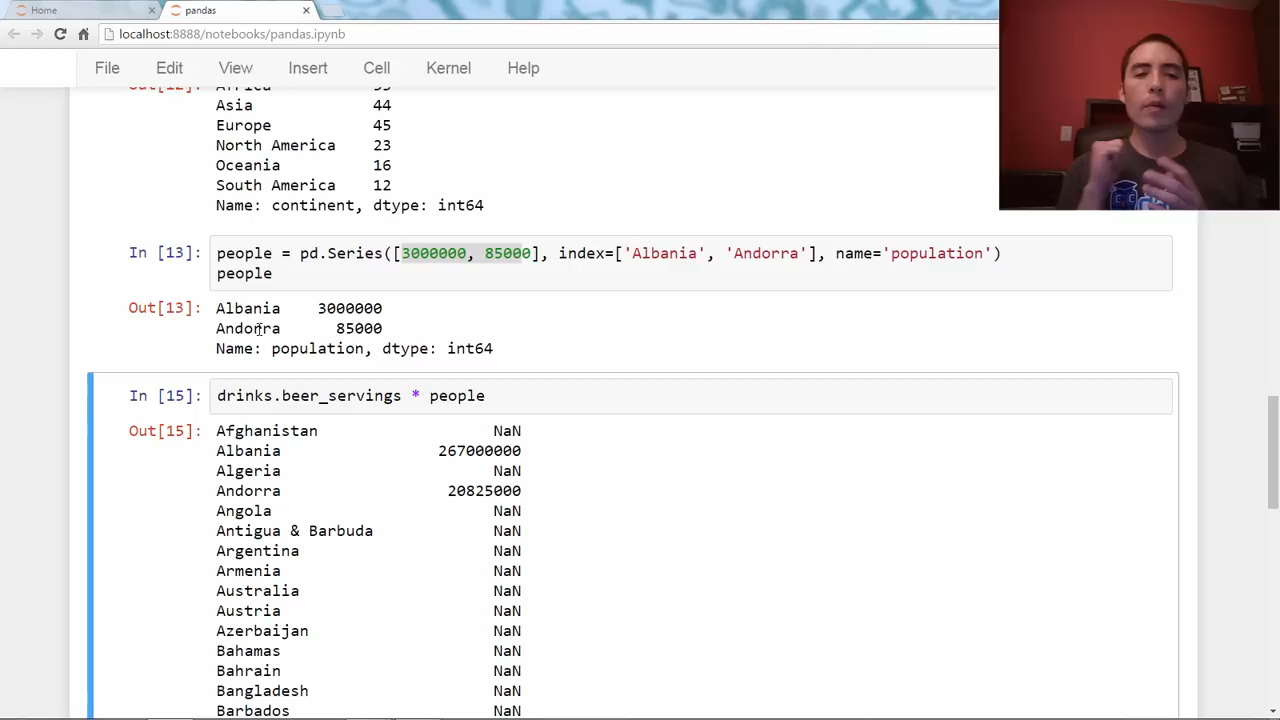 Home
pandas
localhost:8888/notebooks/pandas.ipynb
File Edit View Insert Cell Kernel Help
Out[12]: Africa 53
Asia 44
Europe 45
North America 23
Oceania 16
South America 12
Name: continent, dtype: int64
In [13]: people = pd.Series([3000000, 85000], index=['Albania', 'Andorra'], name='population')
people
Out[13]: Albania 3000000
Andorra 85000
Name: population, dtype: int64
In [15]: drinks.beer_servings * people
Out[15]: Afghanistan NaN
Albania 267000000
Algeria NaN
Andorra 20825000
Angola NaN
Antigua & Barbuda NaN
Argentina NaN
Armenia NaN
Australia NaN
Austria NaN
Azerbaijan NaN
Bahamas NaN
Bahrain NaN
Bangladesh NaN
Barbados NaN